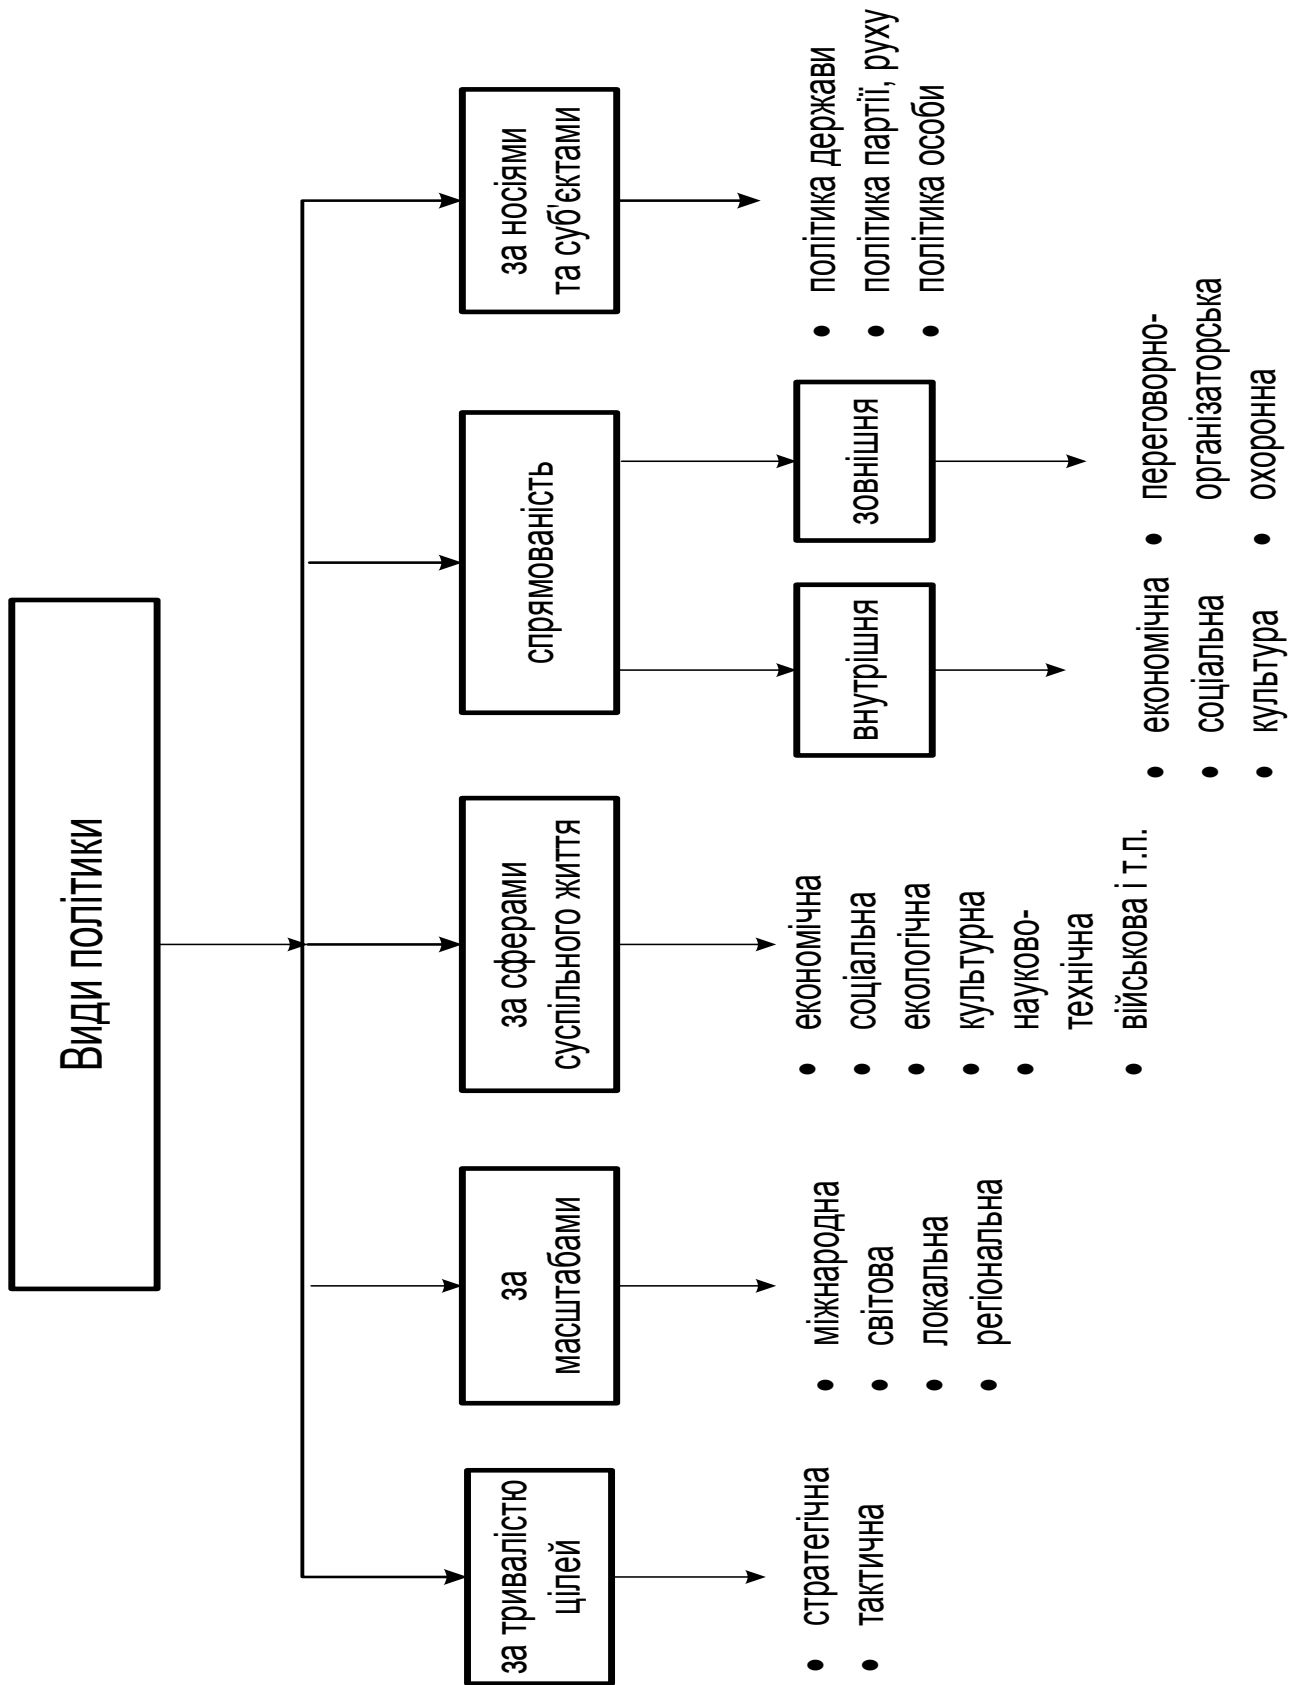 Види політики
за тривалістю
цілей
за
масштабами
за сферами
суспільного життя
спрямованість
за носіями
та суб'єктами
• стратегічна
• тактична
• міжнародна
• світова
• локальна
• регіональна
• економічна
• соціальна
• екологічна
• культурна
• науково-
технічна
• військова і т.п.
внутрішня
зовнішня
• політика держави
• політика партії, руху
• політика особи
• економічна
• соціальна
• культура
• переговорно-
організаторська
• охоронна